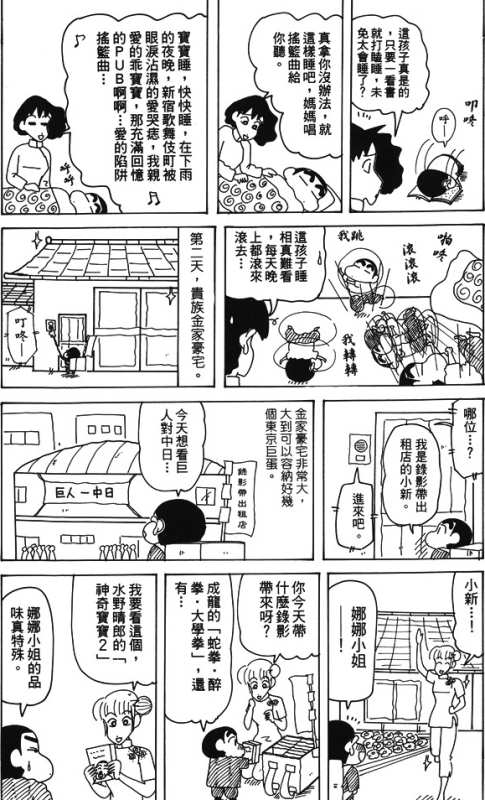 這孩子真是的
，只要一看書
就打瞌睡，未
免太會睡了？
叩咚
呼—
真拿你沒辦法，就
這樣睡吧，媽媽唱
搖籃曲給
你聽。
寶寶睡，快快睡，在下雨
的夜晚，新宿歌舞伎町被
眼淚沾濕的愛哭痣，我親
愛的乖寶寶，那充滿回憶
的PUB啊啊…愛的陷阱
搖籃曲…
呼
呼
啪咚
滾滾滾
我跳
我轉轉
這孩子睡
相真難看
，每天晚
上都滾來
滾去…
第二天，貴族金家豪宅。
叮咚—
哪位…？
我是錄影帶出
租店的小新。
進來吧。
金家豪宅非常大，
大到可以容納好幾
個東京巨蛋。
今天想看巨
人對中日…
巨人—中日
錄影帶出租店
小新…！
娜娜小姐
—！
你今天帶
什麼錄影
帶來呀？
成龍的「蛇拳．醉
拳．大學拳」，還
有…
我要看這個，
水野晴郎的「
神奇寶寶2」
娜娜小姐的品
味真特殊。